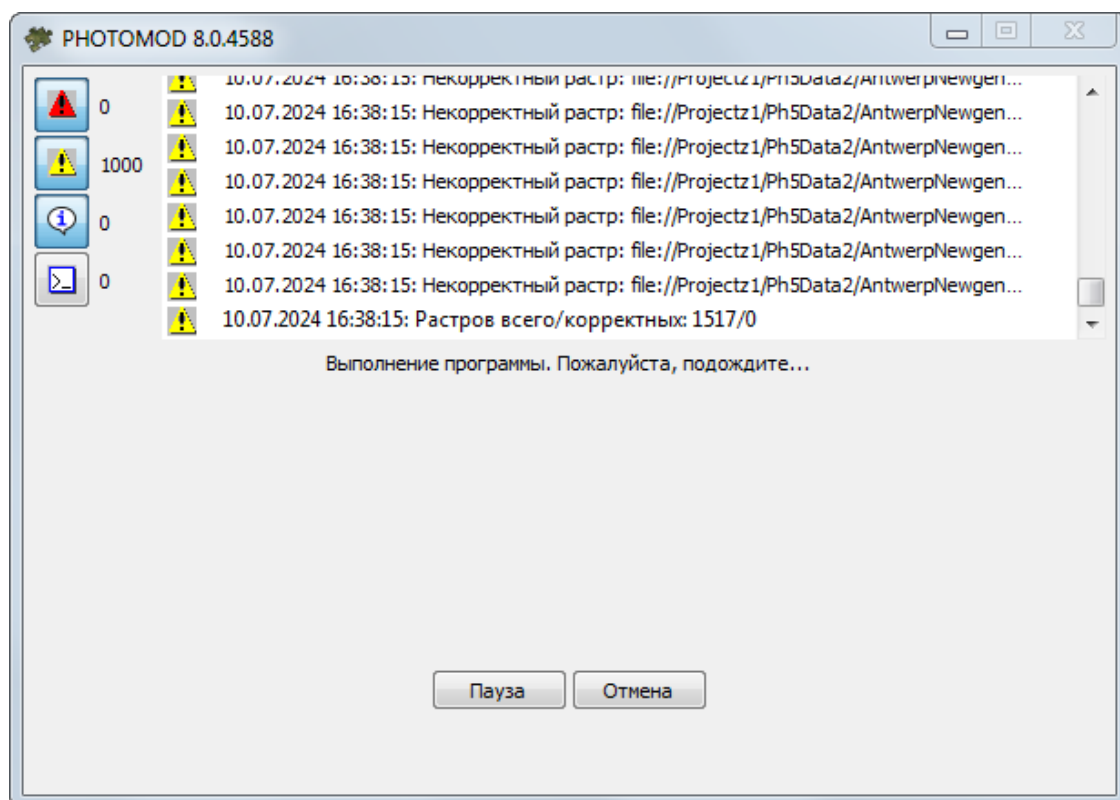 PHOTOMOD 8.0.4588
0
1000
0
0
10.07.2024 16:38:15: Некорректный растр: file://Projectz1/Ph5Data2/AntwerpNewgen...
10.07.2024 16:38:15: Некорректный растр: file://Projectz1/Ph5Data2/AntwerpNewgen...
10.07.2024 16:38:15: Некорректный растр: file://Projectz1/Ph5Data2/AntwerpNewgen...
10.07.2024 16:38:15: Некорректный растр: file://Projectz1/Ph5Data2/AntwerpNewgen...
10.07.2024 16:38:15: Некорректный растр: file://Projectz1/Ph5Data2/AntwerpNewgen...
10.07.2024 16:38:15: Некорректный растр: file://Projectz1/Ph5Data2/AntwerpNewgen...
10.07.2024 16:38:15: Некорректный растр: file://Projectz1/Ph5Data2/AntwerpNewgen...
10.07.2024 16:38:15: Растров всего/корректных: 1517/0
Выполнение программы. Пожалуйста, подождите...
Пауза
Отмена